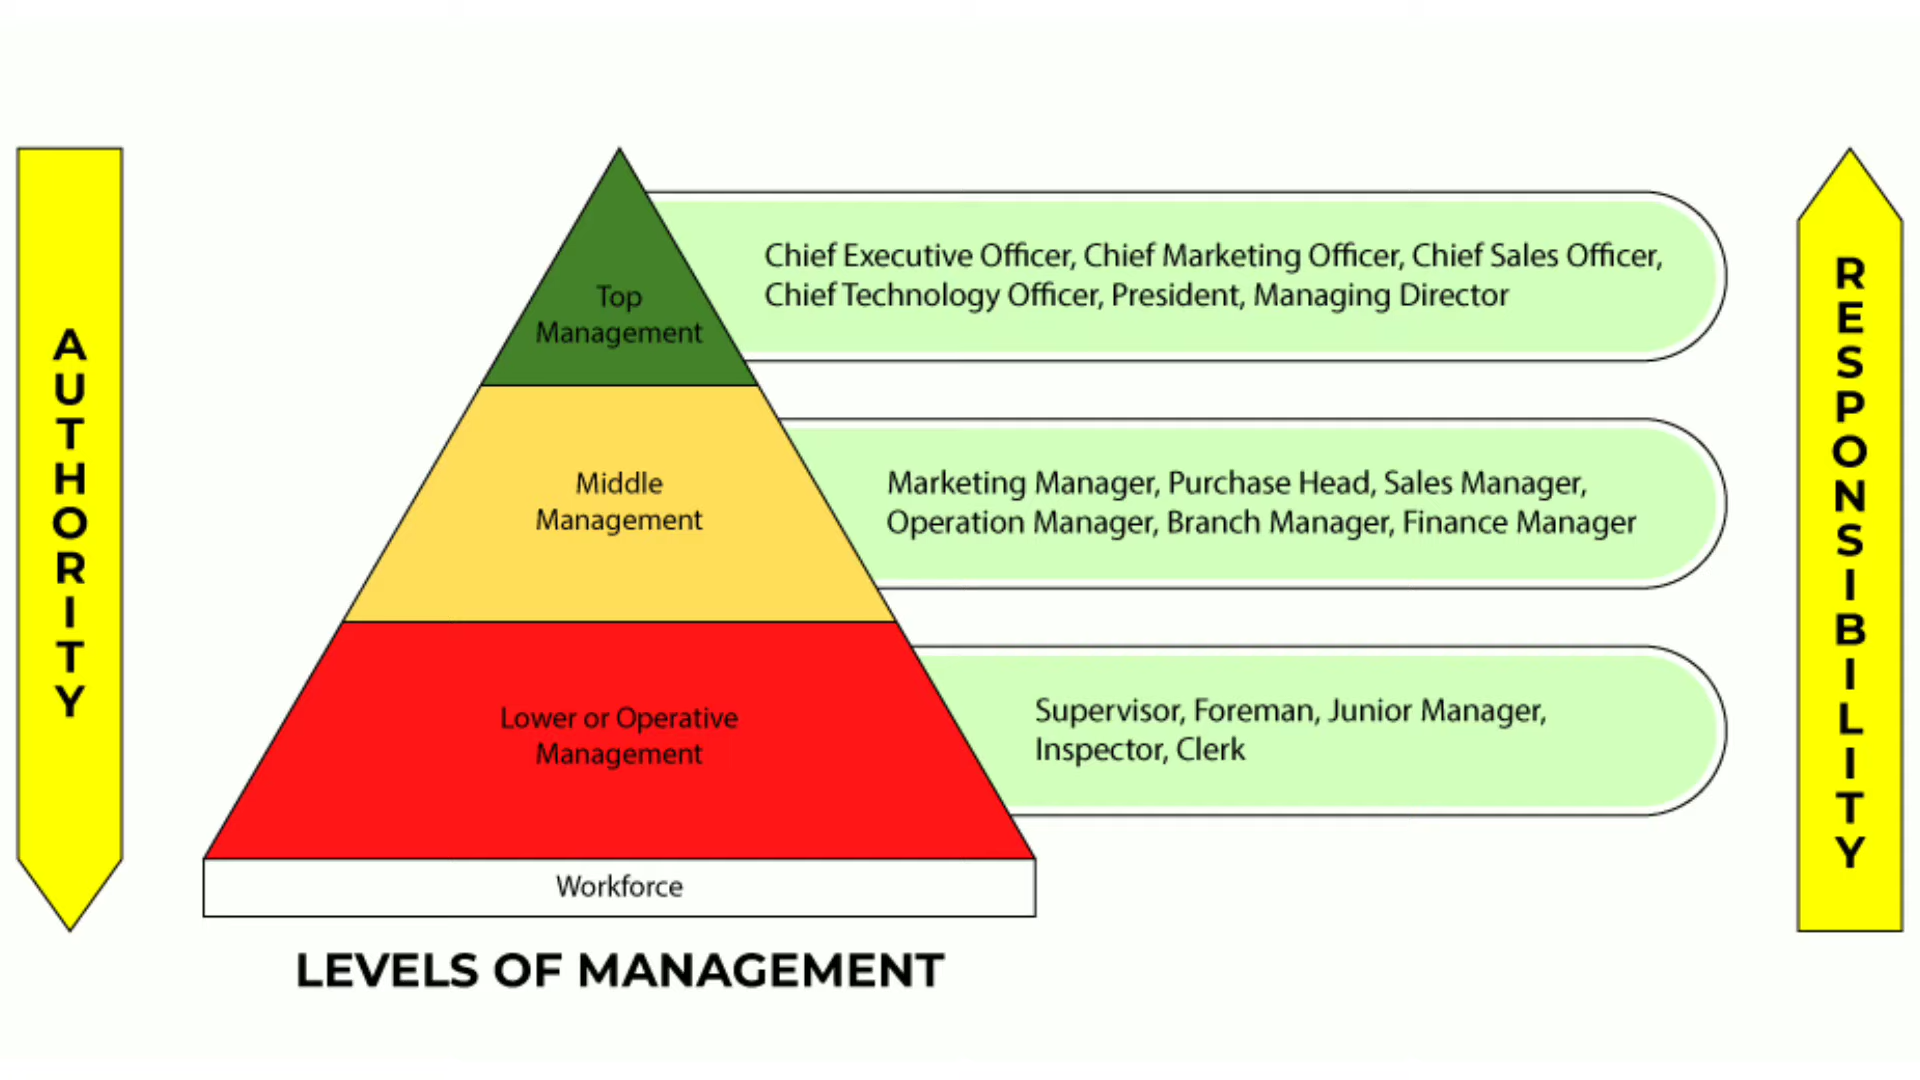 AUTHORITY
Top
Management
Chief Executive Officer, Chief Marketing Officer, Chief Sales Officer,
Chief Technology Officer, President, Managing Director
Middle
Management
Marketing Manager, Purchase Head, Sales Manager,
Operation Manager, Branch Manager, Finance Manager
Lower or Operative
Management
Supervisor, Foreman, Junior Manager,
Inspector, Clerk
Workforce
LEVELS OF MANAGEMENT
RESPONSIBILITY